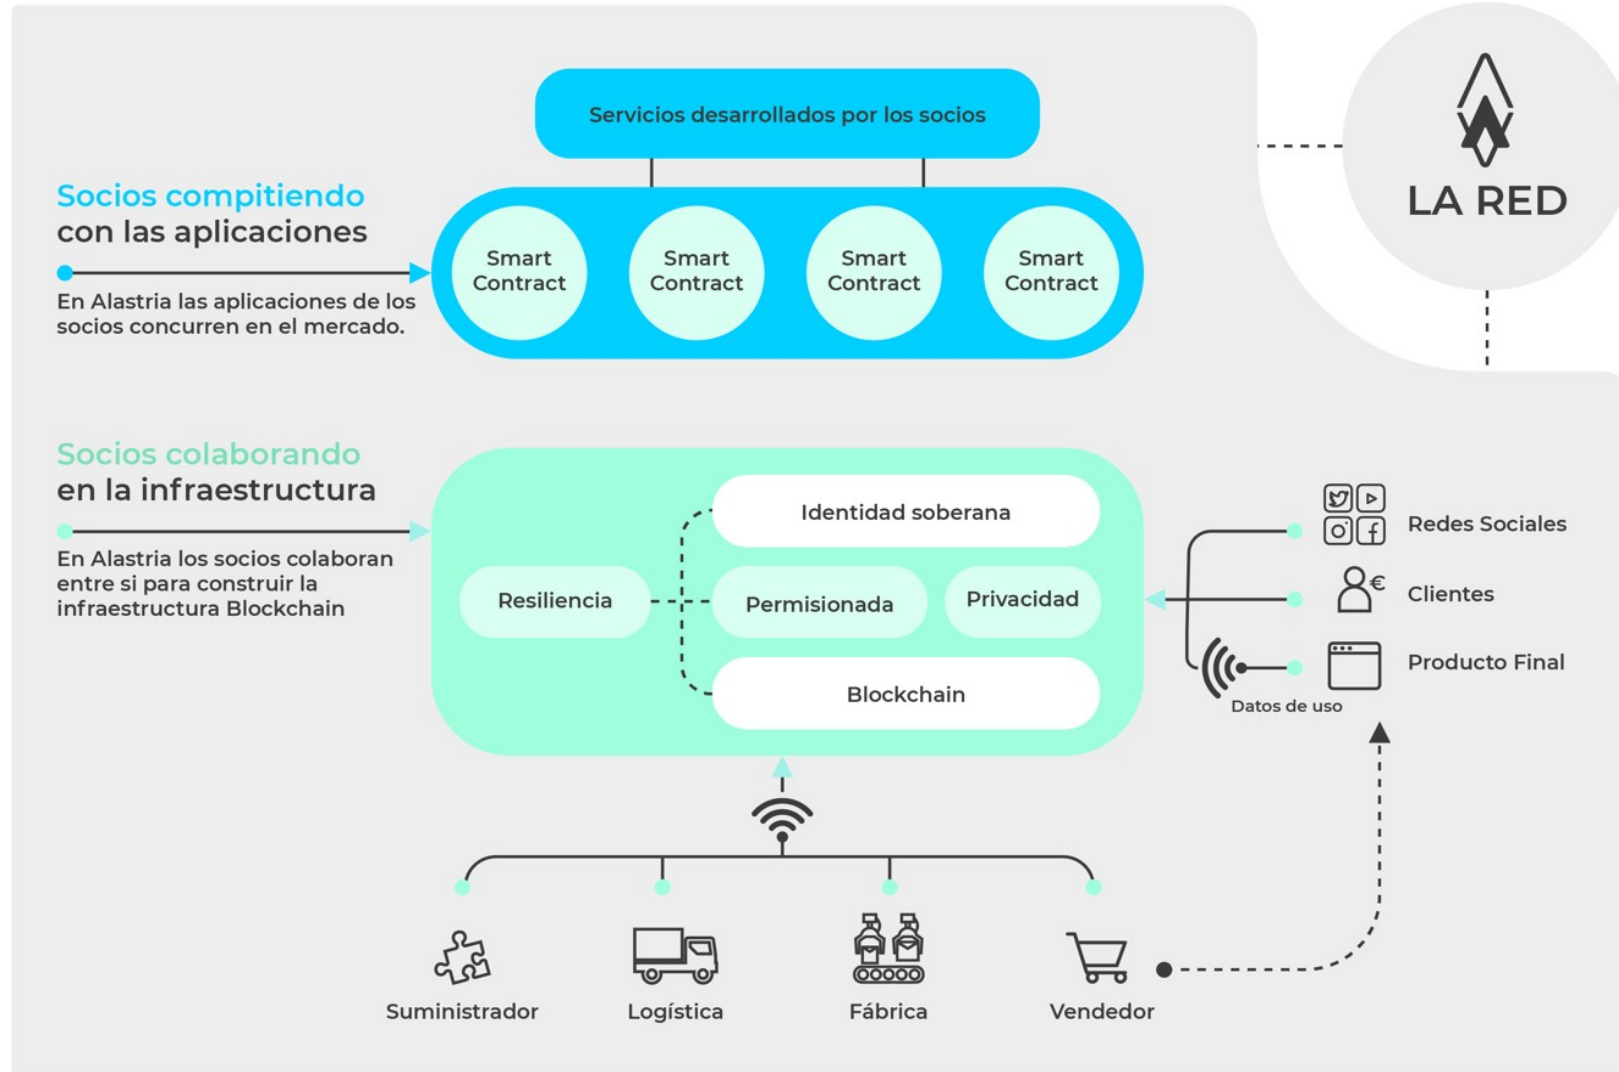 Servicios desarrollados por los socios
LA RED
Socios compitiendo
con las aplicaciones
En Alastria las aplicaciones de los
socios concurren en el mercado.
Smart
Contract
Smart
Contract
Smart
Contract
Smart
Contract
Socios colaborando
en la infraestructura
En Alastria los socios colaboran
entre si para construir la
infraestructura Blockchain
Identidad soberana
Resiliencia
Permisionada
Privacidad
Blockchain
Redes Sociales
€
Clientes
Producto Final
Datos de uso
Suministrador
Logística
Fábrica
Vendedor